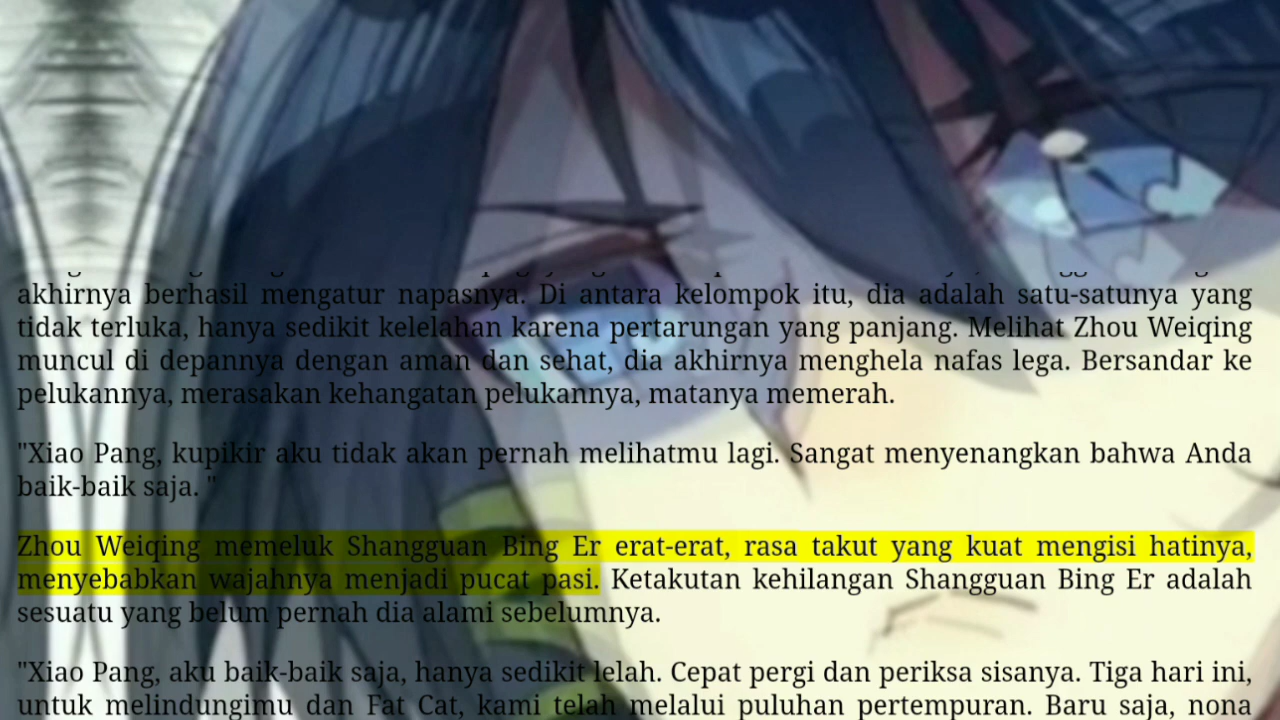 akhirnya berhasil mengatur napasnya. Di antara kelompok itu, dia adalah satu-satunya yang
tidak terluka, hanya sedikit kelelahan karena pertarungan yang panjang. Melihat Zhou Weiqing
muncul di depannya dengan aman dan sehat, dia akhirnya menghela nafas lega. Bersandar ke
pelukannya, merasakan kehangatan pelukannya, matanya memerah.
"Xiao Pang, kupikir aku tidak akan pernah melihatmu lagi. Sangat menyenangkan bahwa Anda
baik-baik saja. "
Zhou Weiqing memeluk Shangguan Bing Er erat-erat, rasa takut yang kuat mengisi hatinya,
menyebabkan wajahnya menjadi pucat pasi. Ketakutan kehilangan Shangguan Bing Er adalah
sesuatu yang belum pernah dia alami sebelumnya.
"Xiao Pang, aku baik-baik saja, hanya sedikit lelah. Cepat pergi dan periksa sisanya. Tiga hari ini,
untuk melindungimu dan Fat Cat, kami telah melalui puluhan pertempuran. Baru saja, nona